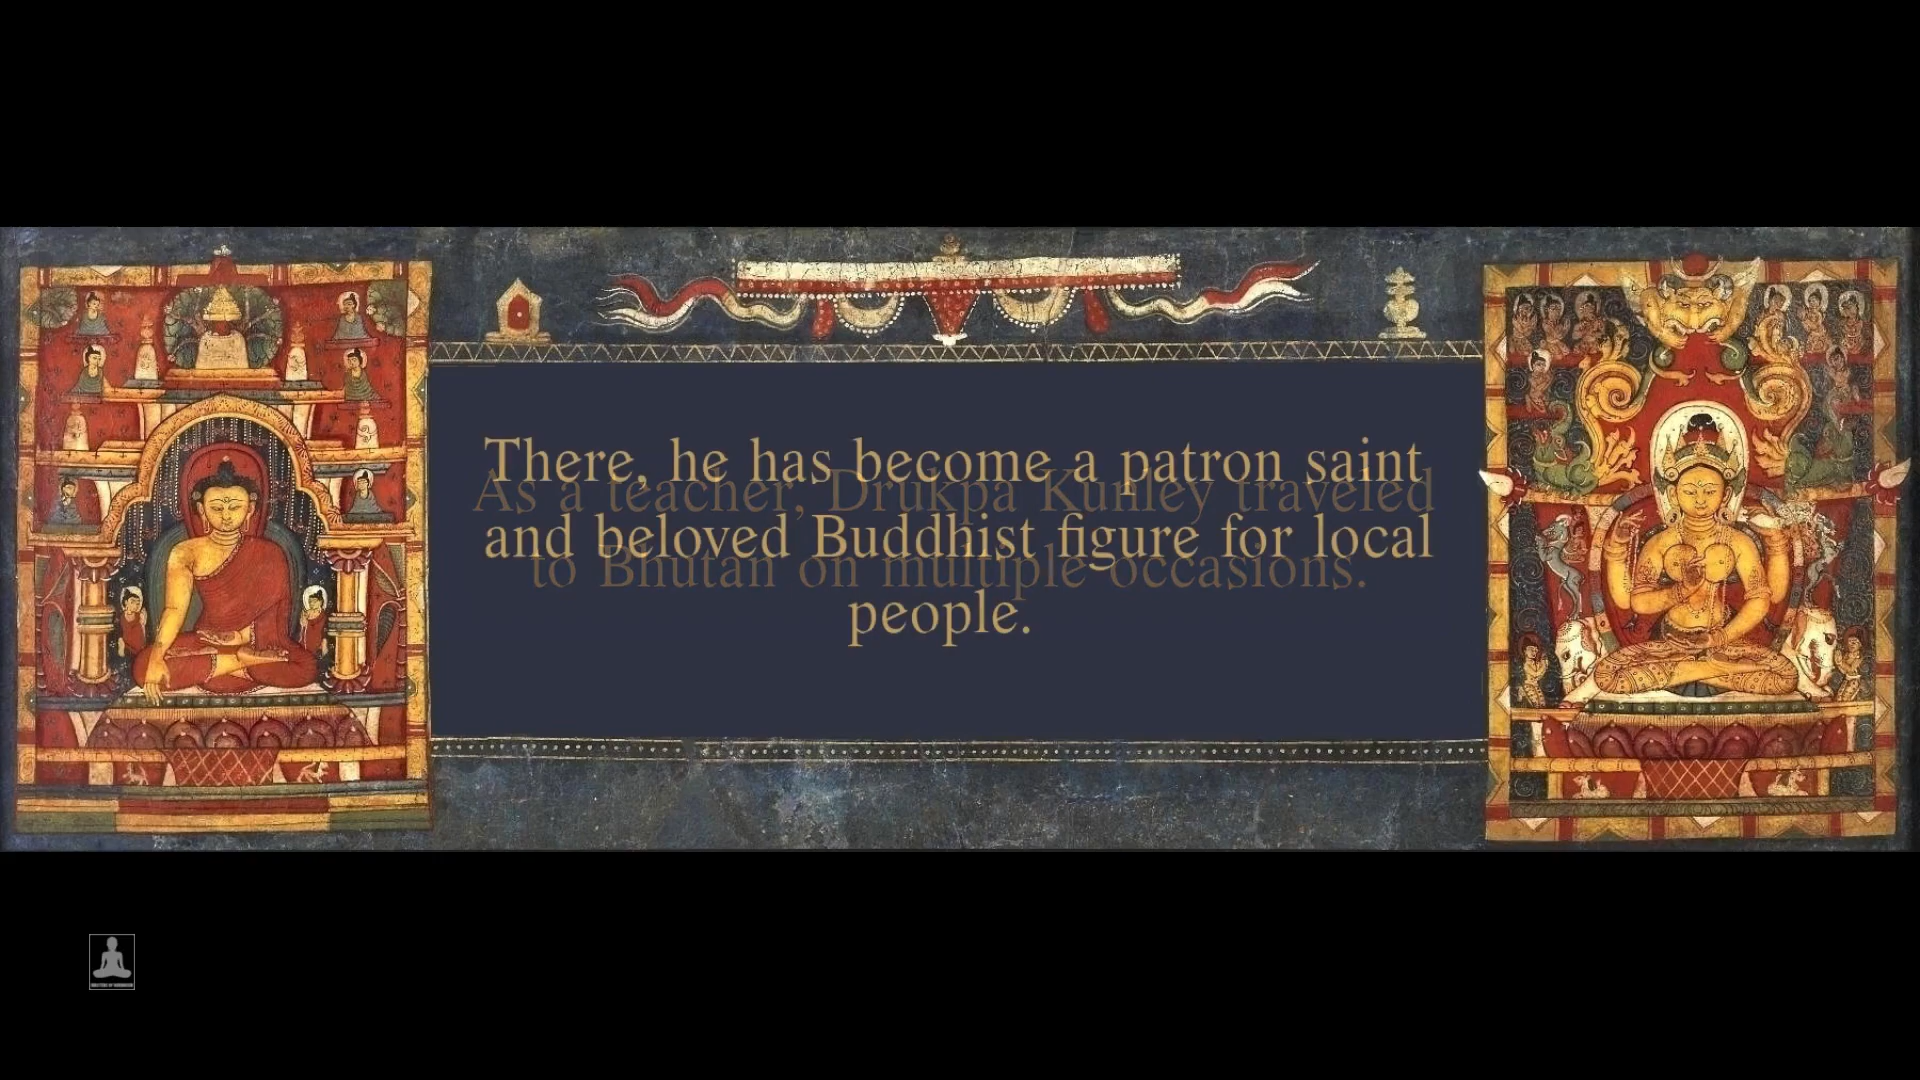 There, he has become a patron saint
and beloved Buddhist figure for local
people.
As a teacher, Drukpa Kunley traveled
to Bhutan on multiple occasions.